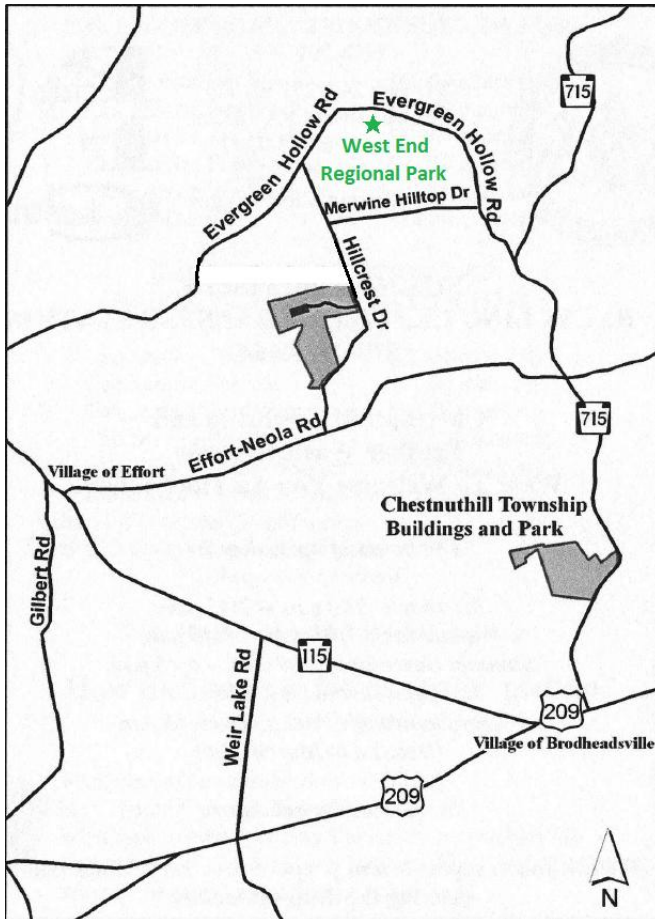 715
Evergreen Hollow Rd
Evergreen Hollow Rd
West End
Regional Park
Merwine Hilltop Dr
Hillcrest Dr
715
Effort-Neola Rd
Village of Effort
Chestnuthill Township
Buildings and Park
Gilbert Rd
115
Weir Lake Rd
209
Village of Brodheadsville
209
N